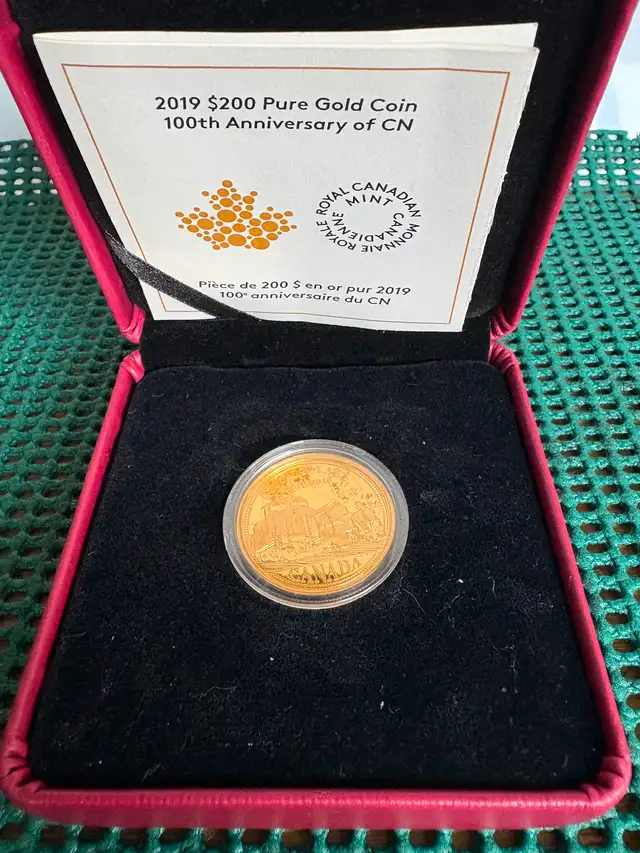 2019 $200 Pure Gold Coin
100th Anniversary of CN
ROYAL CANADIAN MINT
MONNAIE ROYALE CANADIENNE
Pièce de 200 $ en or pur 2019
100e anniversaire du CN
CANADA